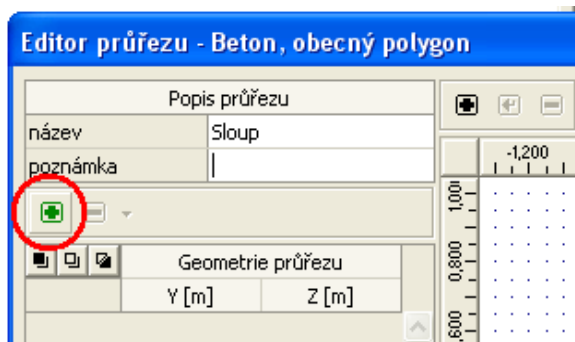 Editor průřezu - Beton, obecný polygon
Popis průřezu
název Sloup
poznámka
-1,200
1,00
0,800
,600
Geometrie průřezu
Y [m] Z [m]